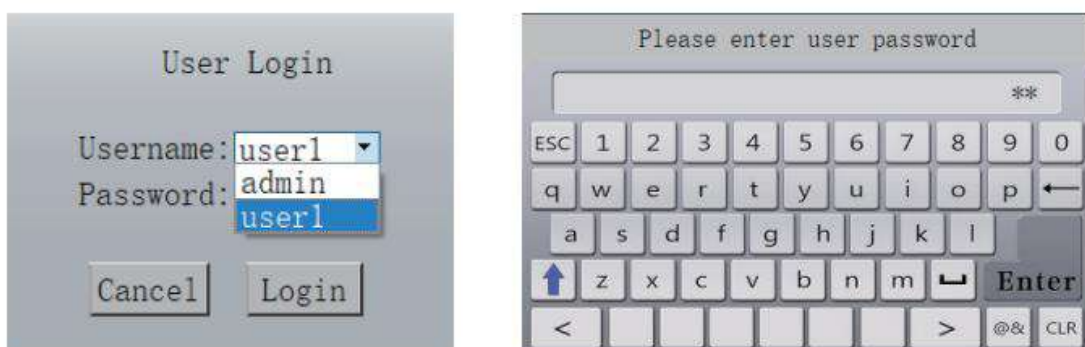 User Login
Username: user1
admin
Password:
user1
Cancel Login
Please enter user password
**
ESC 1 2 3 4 5 6 7 8 9 0
q w e r t y u i o p ←
a s d f g h j k l
z x c v b n m Enter
< > @& CLR